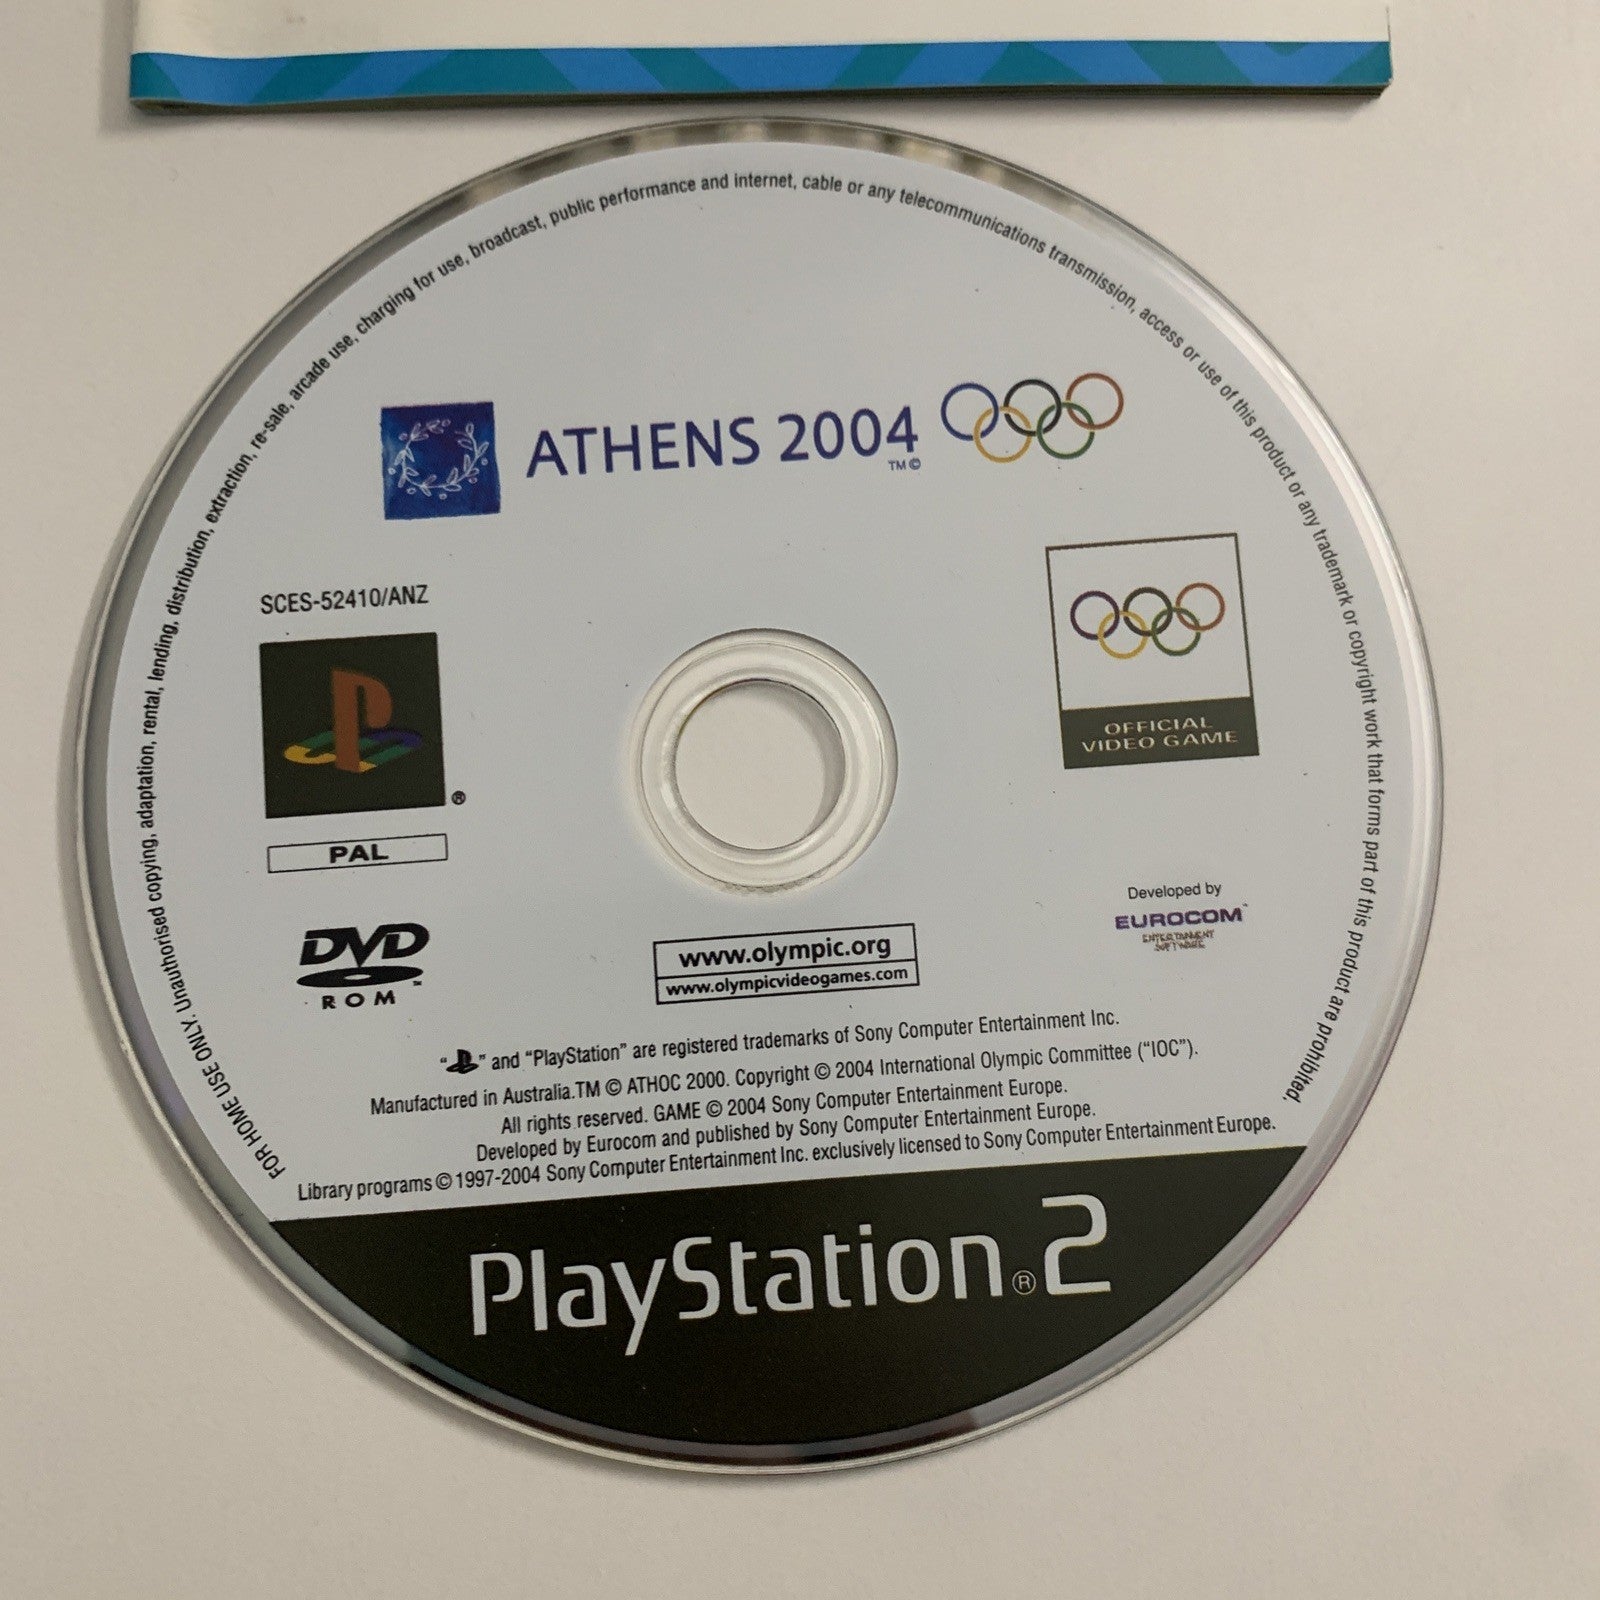 FOR HOME USE ONLY. Unauthorised copying, adaptation, rental, lending, distribution, extraction, re-sale, arcade use, charging for use, broadcast, public performance and internet, cable or any telecommunications transmission, access or use of this product or any trademark or copyright work that forms part of this product are prohibited.
ATHENS 2004
TM©
SCES-52410/ANZ
®
PAL
DVD
ROM
™
OFFICIAL
VIDEO GAME
Developed by
EUROCOM™
ENTERTAINMENT
SOFTWARE
www.olympic.org
www.olympicvideogames.com
" " and "PlayStation" are registered trademarks of Sony Computer Entertainment Inc.
Manufactured in Australia.TM © ATHOC 2000. Copyright © 2004 International Olympic Committee ("IOC").
All rights reserved. GAME © 2004 Sony Computer Entertainment Europe.
Developed by Eurocom and published by Sony Computer Entertainment Europe.
Library programs © 1997-2004 Sony Computer Entertainment Inc. exclusively licensed to Sony Computer Entertainment Europe.
PlayStation®2